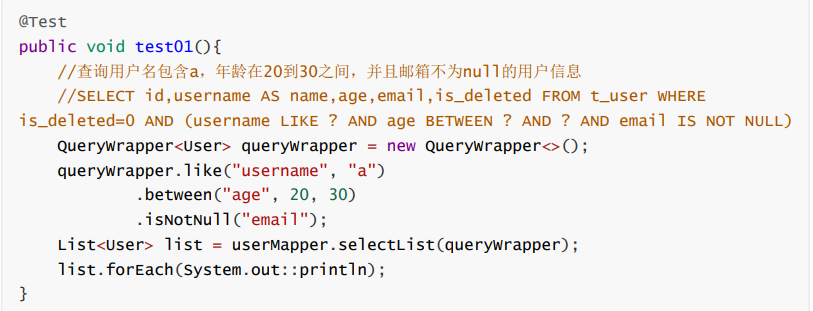 @Test
public void test01(){
    //查询用户名包含a，年龄在20到30之间，并且邮箱不为null的用户信息
    //SELECT id,username AS name,age,email,is_deleted FROM t_user WHERE
is_deleted=0 AND (username LIKE ? AND age BETWEEN ? AND ? AND email IS NOT NULL)
    QueryWrapper<User> queryWrapper = new QueryWrapper<>();
    queryWrapper.like("username", "a")
            .between("age", 20, 30)
            .isNotNull("email");
    List<User> list = userMapper.selectList(queryWrapper);
    list.forEach(System.out::println);
}